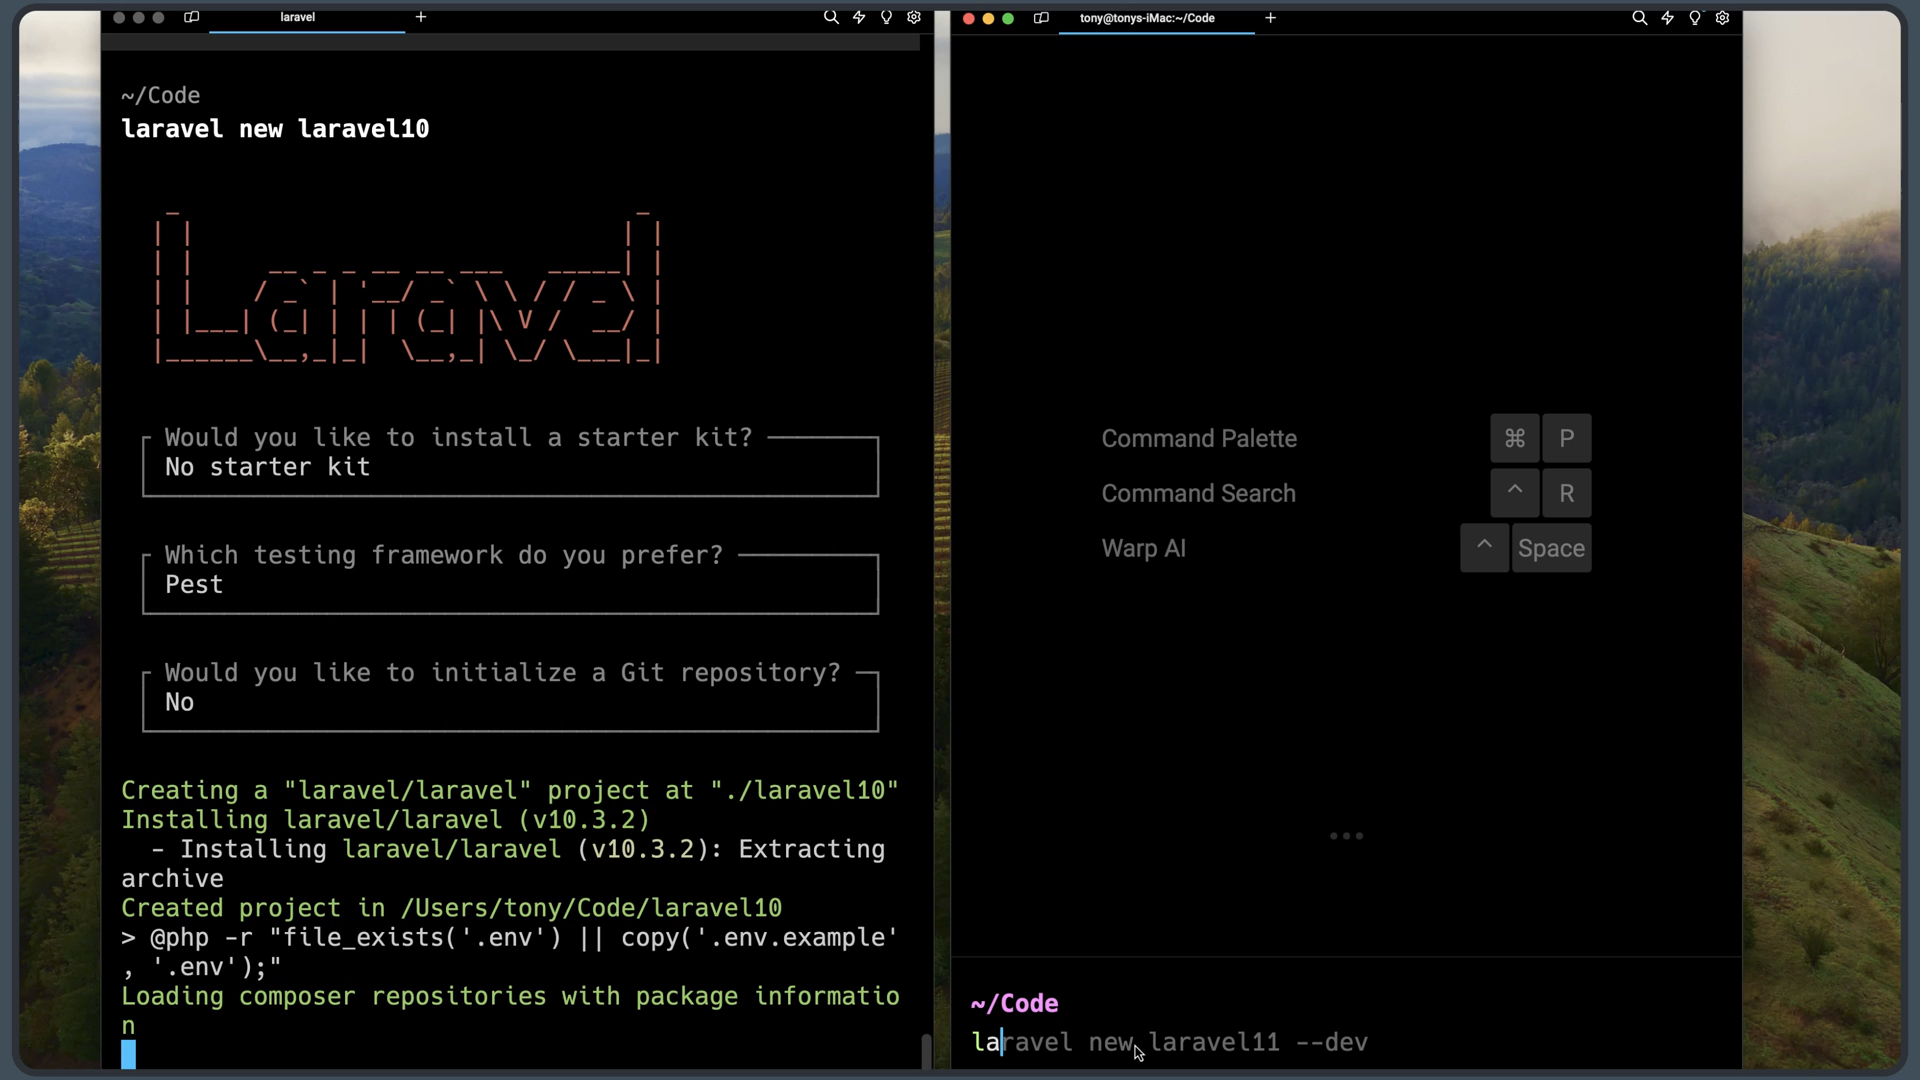 laravel
+
~/Code
laravel new laravel10
Would you like to install a starter kit?
No starter kit
Which testing framework do you prefer?
Pest
Would you like to initialize a Git repository?
No
Creating a "laravel/laravel" project at "./laravel10"
Installing laravel/laravel (v10.3.2)
  - Installing laravel/laravel (v10.3.2): Extracting
archive
Created project in /Users/tony/Code/laravel10
> @php -r "file_exists('.env') || copy('.env.example'
, '.env');"
Loading composer repositories with package informatio
n
tony@tonys-iMac:~/Code
+
Command Palette ⌘ P
Command Search ^ R
Warp AI ^ Space
~/Code
laravel new laravel11 --dev